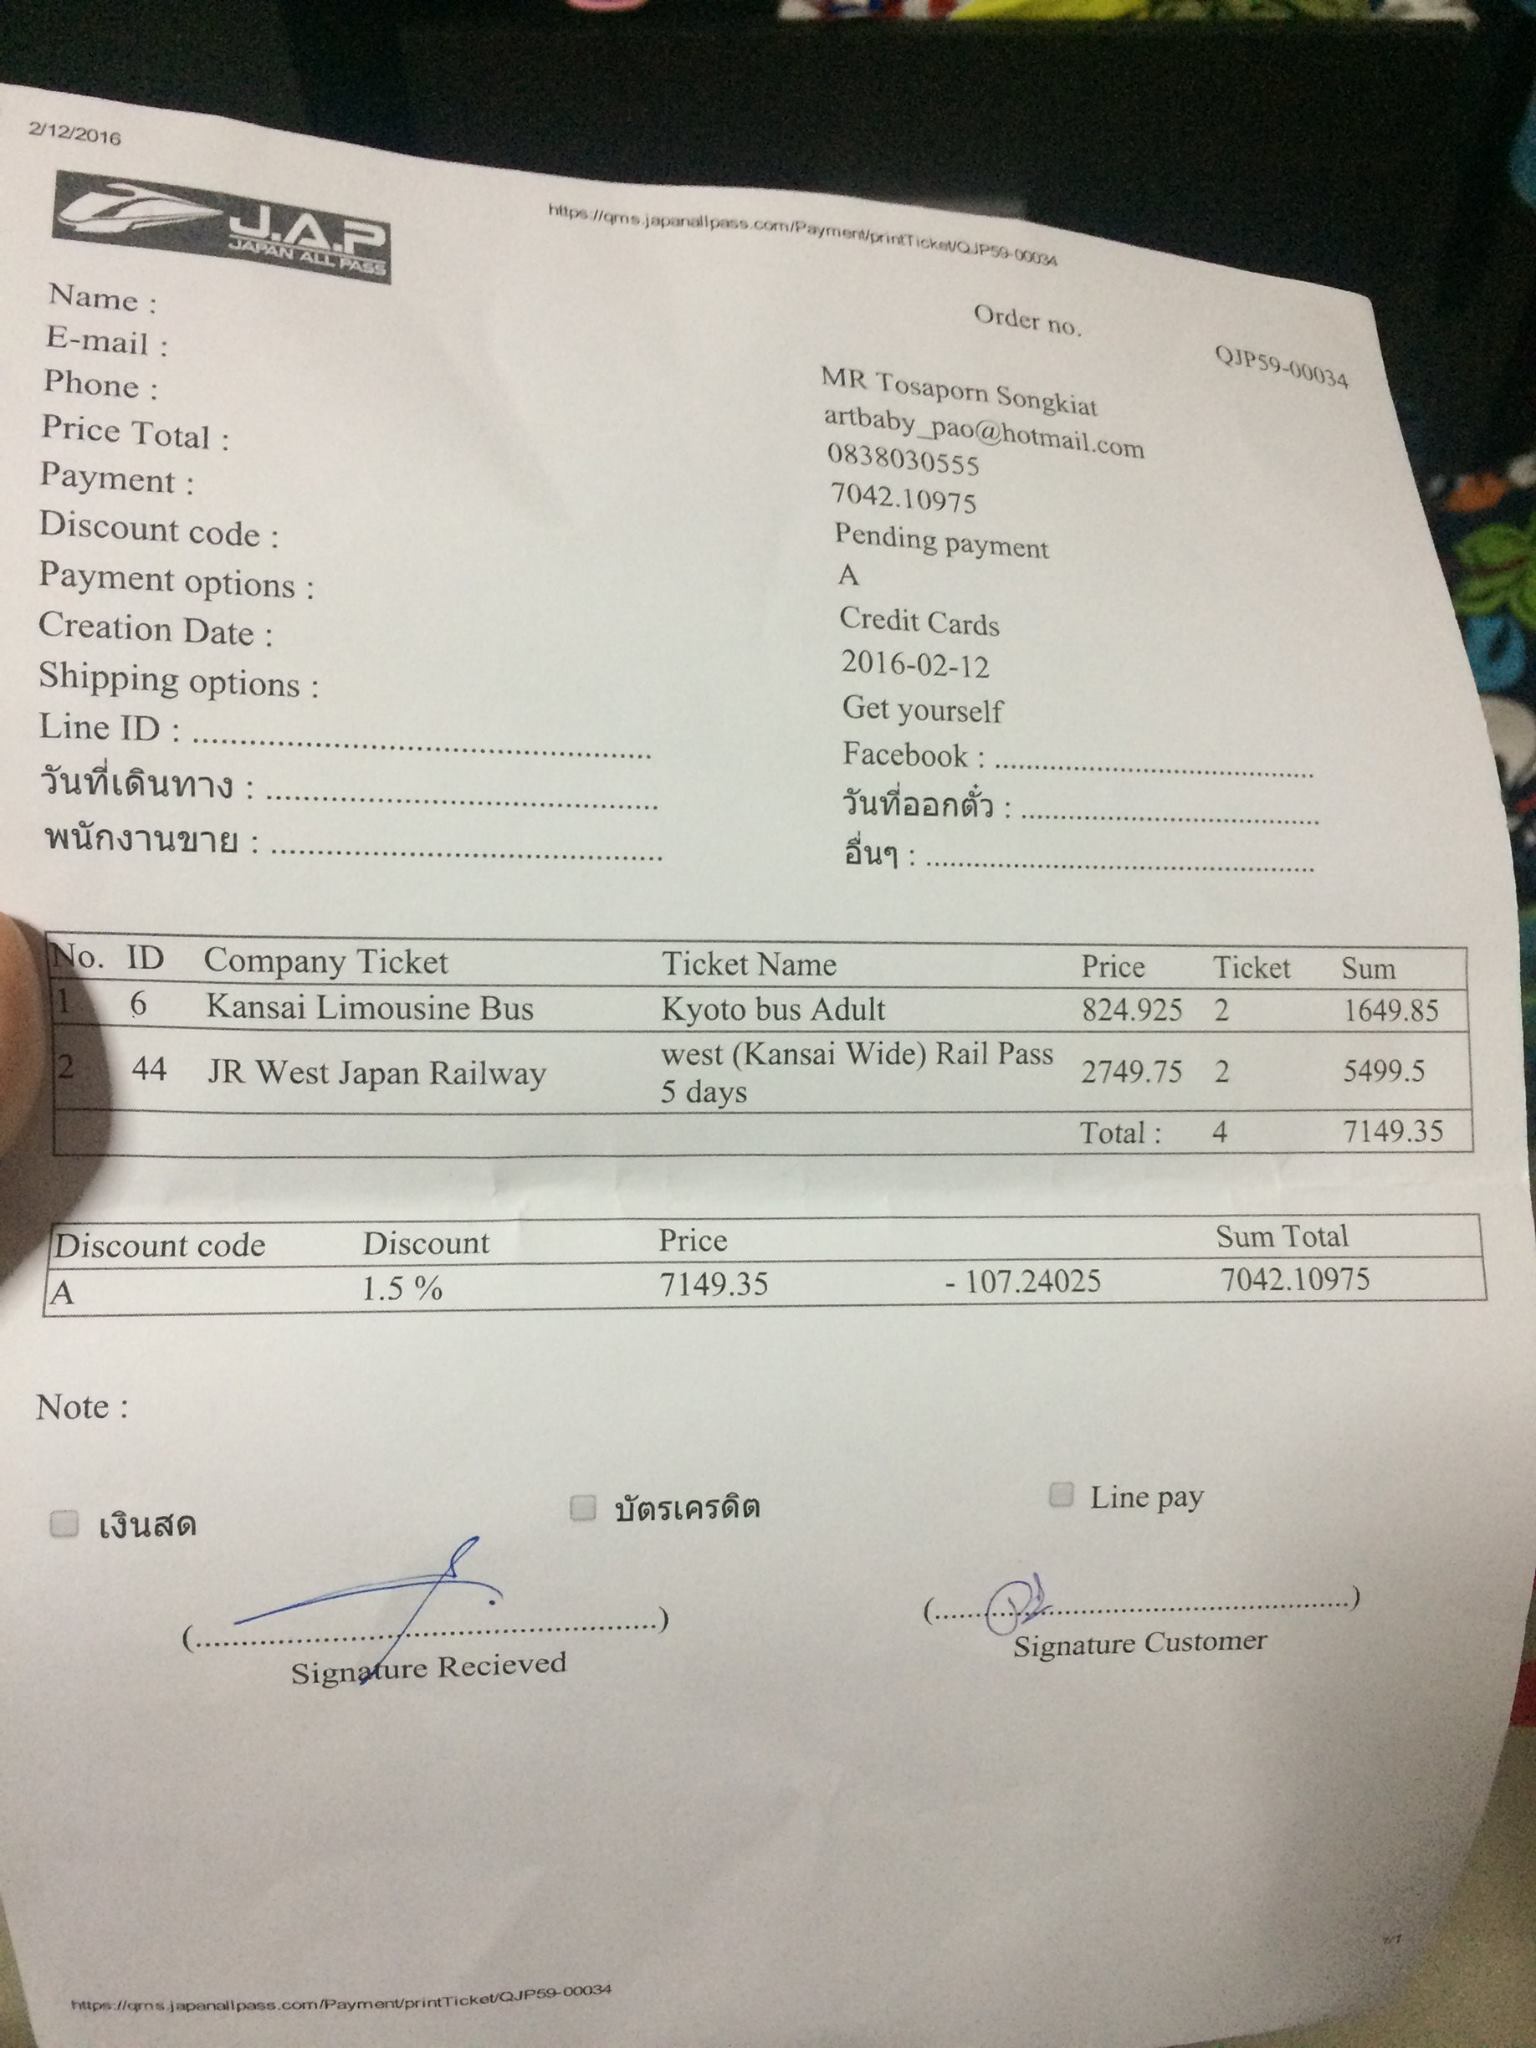 2/12/2016
https://qms.japanallpass.com/Payment/printTicket/QJP59-00034
J.A.P
JAPAN ALL PASS
Order no. QJP59-00034
Name : MR Tosaporn Songkiat
E-mail : artbaby_pao@hotmail.com
Phone : 0838030555
Price Total : 7042.10975
Payment : Pending payment
Discount code : A
Payment options : Credit Cards
Creation Date : 2016-02-12
Shipping options : Get yourself
Line ID : ................................................ Facebook : ........................................
วันที่เดินทาง : ......................................... วันที่ออกตั๋ว : ......................................
พนักงานขาย : ......................................... อื่นๆ : ..................................................
No. ID Company Ticket Ticket Name Price Ticket Sum
1 6 Kansai Limousine Bus Kyoto bus Adult 824.925 2 1649.85
2 44 JR West Japan Railway west (Kansai Wide) Rail Pass 5 days 2749.75 2 5499.5
Total : 4 7149.35
Discount code Discount Price Sum Total
A 1.5 % 7149.35 - 107.24025 7042.10975
Note :
เงินสด บัตรเครดิต Line pay
(................................................) (................................................)
Signature Recieved Signature Customer
https://qms.japanallpass.com/Payment/printTicket/QJP59-00034